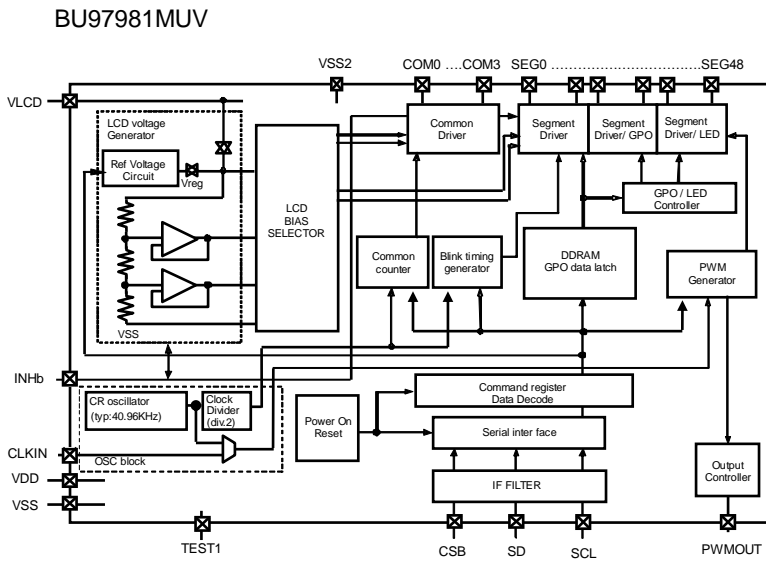 BU97981MUV
VSS2 COM0 ....COM3 SEG0 ........................ SEG48
VLCD
LCD voltage
Generator
Ref Voltage
Circuit
Vreg
VSS
LCD
BIAS
SELECTOR
Common
Driver
Segment
Driver
Segment
Driver/ GPO
Segment
Driver/ LED
GPO / LED
Controller
Common
counter
Blink timing
generator
DDRAM
GPO data latch
PWM
Generator
INHb
CR oscillator
(typ:40.96KHz)
Clock
Divider
(div.2)
OSC block
Power On
Reset
Command register
Data Decode
Serial inter face
IF FILTER
Output
Controller
CLKIN
VDD
VSS
TEST1
CSB
SD
SCL
PWMOUT